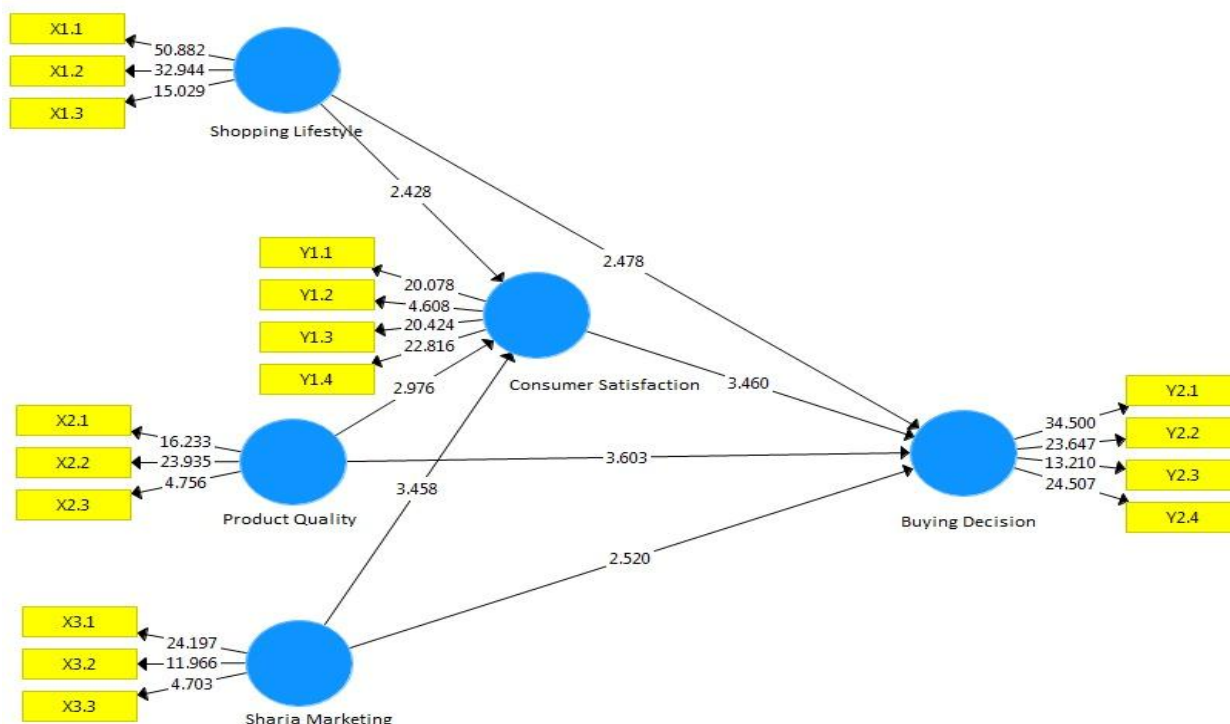 X1.1
50.882
X1.2
32.944
15.029
X1.3
Shopping Lifestyle
2.428
2.478
Y1.1
20.078
Y1.2
4.608
20.424
Y1.3
22.816
Y1.4
2.976
Consumer Satisfaction
3.460
X2.1
16.233
X2.2
23.935
4.756
X2.3
Product Quality
3.603
3.458
Y2.1
34.500
23.647
Y2.2
13.210
Y2.3
24.507
Y2.4
Buying Decision
2.520
X3.1
24.197
X3.2
11.966
4.703
X3.3
Sharia Marketing